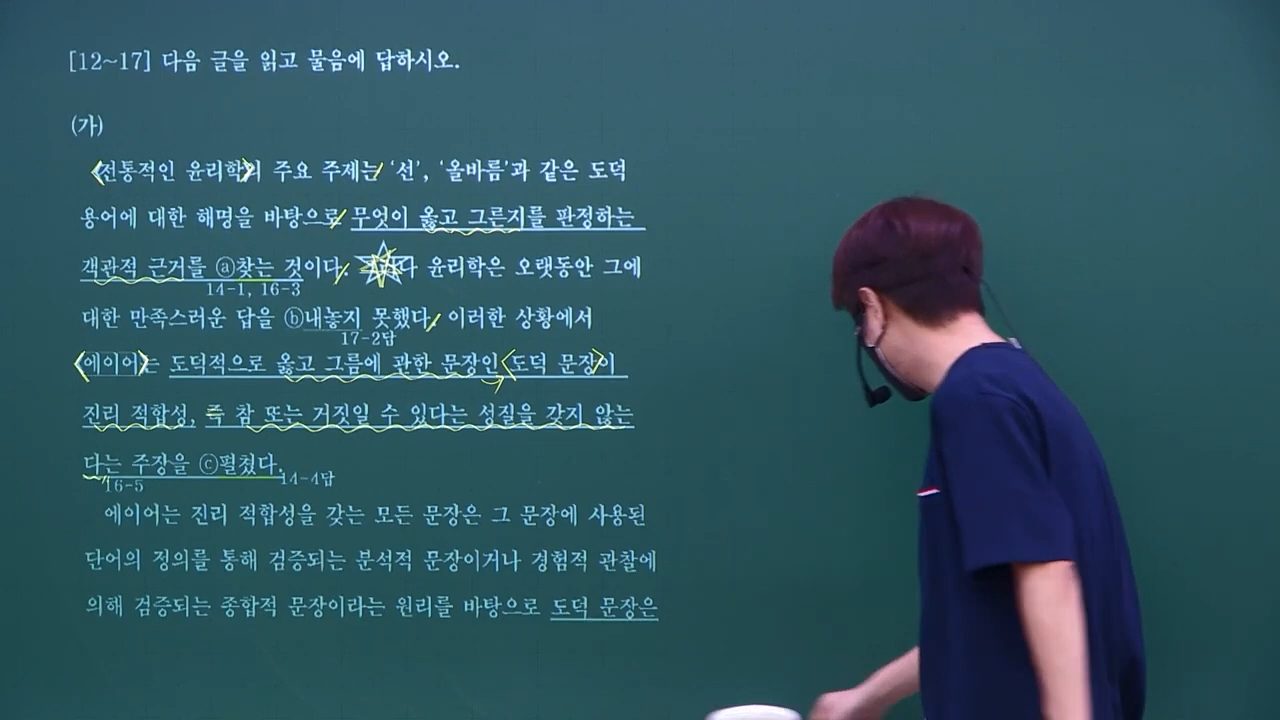 [12~17] 다음 글을 읽고 물음에 답하시오.
(가)
전통적인 윤리학의 주요 주제는 '선', '올바름'과 같은 도덕
용어에 대한 해명을 바탕으로 무엇이 옳고 그른지를 판정하는
객관적 근거를 ⓐ찾는 것이다. 다 윤리학은 오랫동안 그에
14-1, 16-3
대한 만족스러운 답을 ⓑ내놓지 못했다. 이러한 상황에서
17-2답
에이어는 도덕적으로 옳고 그름에 관한 문장인 도덕 문장이
진리 적합성, 즉 참 또는 거짓일 수 있다는 성질을 갖지 않는
다는 주장을 ⓒ펼쳤다.
16-5 14-4답
에이어는 진리 적합성을 갖는 모든 문장은 그 문장에 사용된
단어의 정의를 통해 검증되는 분석적 문장이거나 경험적 관찰에
의해 검증되는 종합적 문장이라는 원리를 바탕으로 도덕 문장은